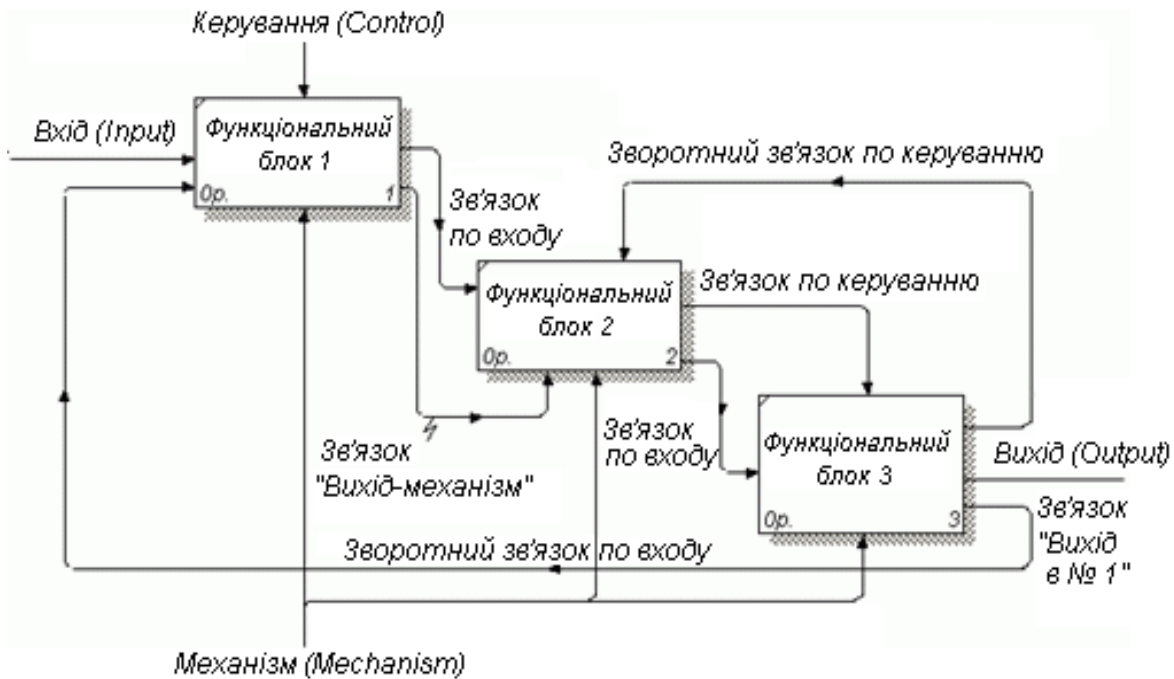 Керування (Control)
Вхід (Input)
Функціональний
блок 1
0р.
1
Зв'язок
по входу
Зворотний зв'язок по керуванню
Функціональний
блок 2
0р.
2
Зв'язок по керуванню
Зв'язок
"Вихід-механізм"
Зв'язок
по входу
Функціональний
блок 3
0р.
3
Вихід (Output)
Зв'язок
"Вихід
в № 1"
Зворотний зв'язок по входу
Механізм (Mechanism)